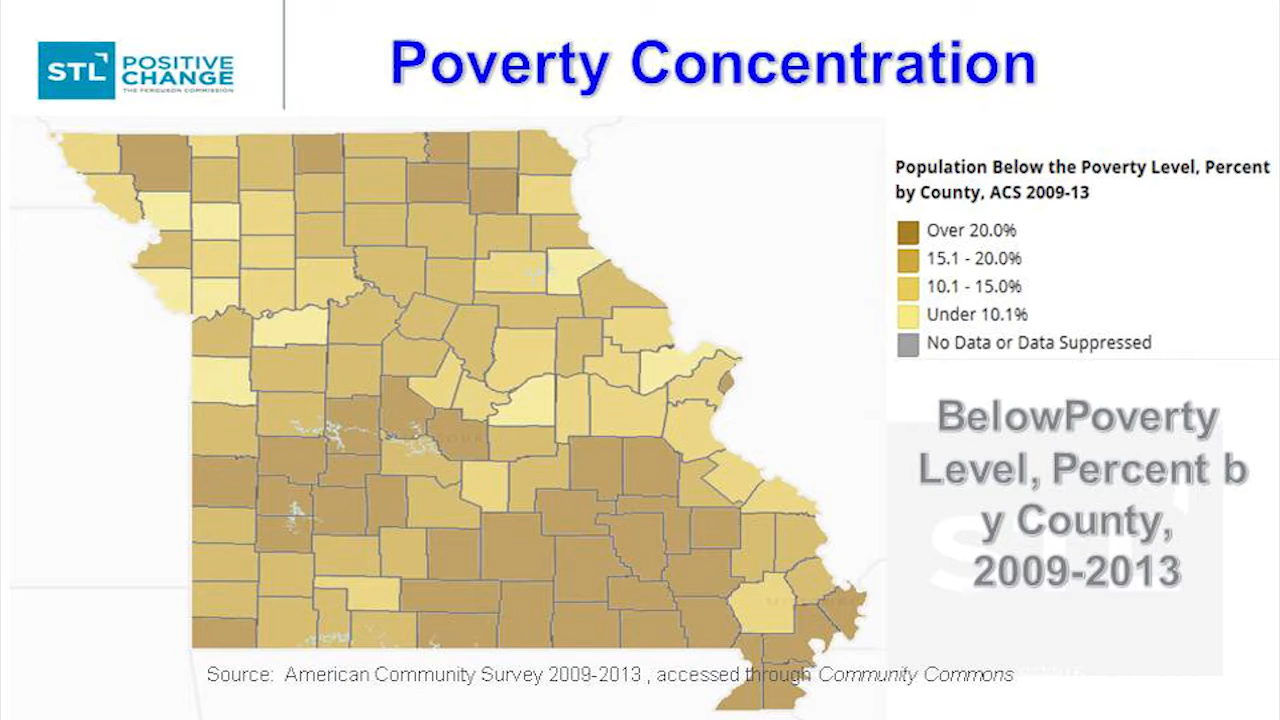 STL POSITIVE
CHANGE
THE FERGUSON COMMISSION
Poverty Concentration
Population Below the Poverty Level, Percent
by County, ACS 2009-13
Over 20.0%
15.1 - 20.0%
10.1 - 15.0%
Under 10.1%
No Data or Data Suppressed
BelowPoverty
Level, Percent b
y County,
2009-2013
STL
Source: American Community Survey 2009-2013 , accessed through Community Commons